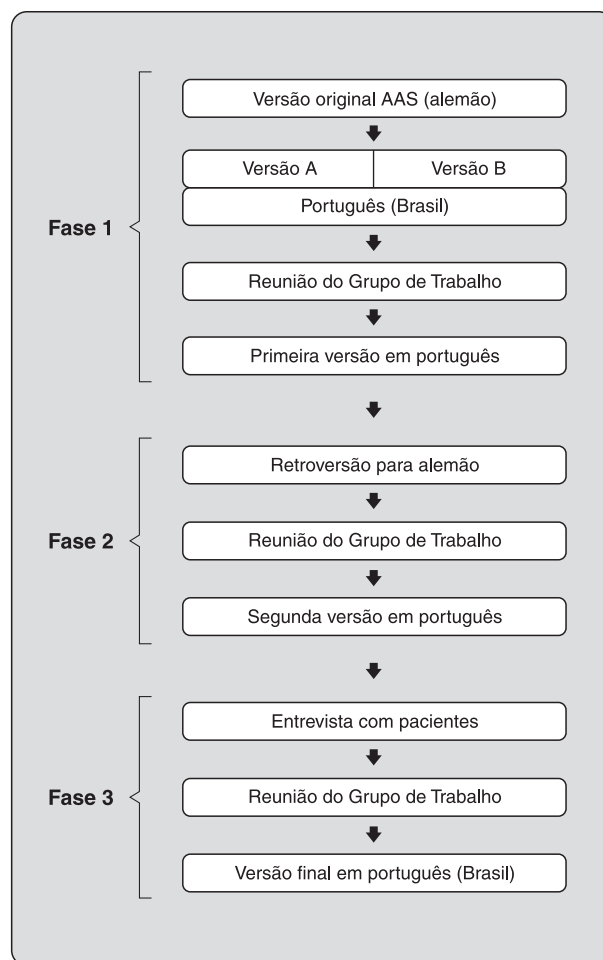 Fase 1
Versão original AAS (alemão)
Versão A
Versão B
Português (Brasil)
Reunião do Grupo de Trabalho
Primeira versão em português
Fase 2
Retroversão para alemão
Reunião do Grupo de Trabalho
Segunda versão em português
Fase 3
Entrevista com pacientes
Reunião do Grupo de Trabalho
Versão final em português (Brasil)